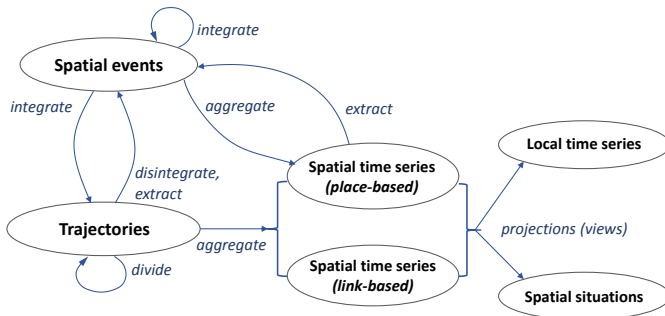 integrate
Spatial events
integrate
aggregate
extract
disintegrate,
extract
Spatial time series
(place-based)
Local time series
Trajectories
aggregate
projections (views)
divide
Spatial time series
(link-based)
Spatial situations